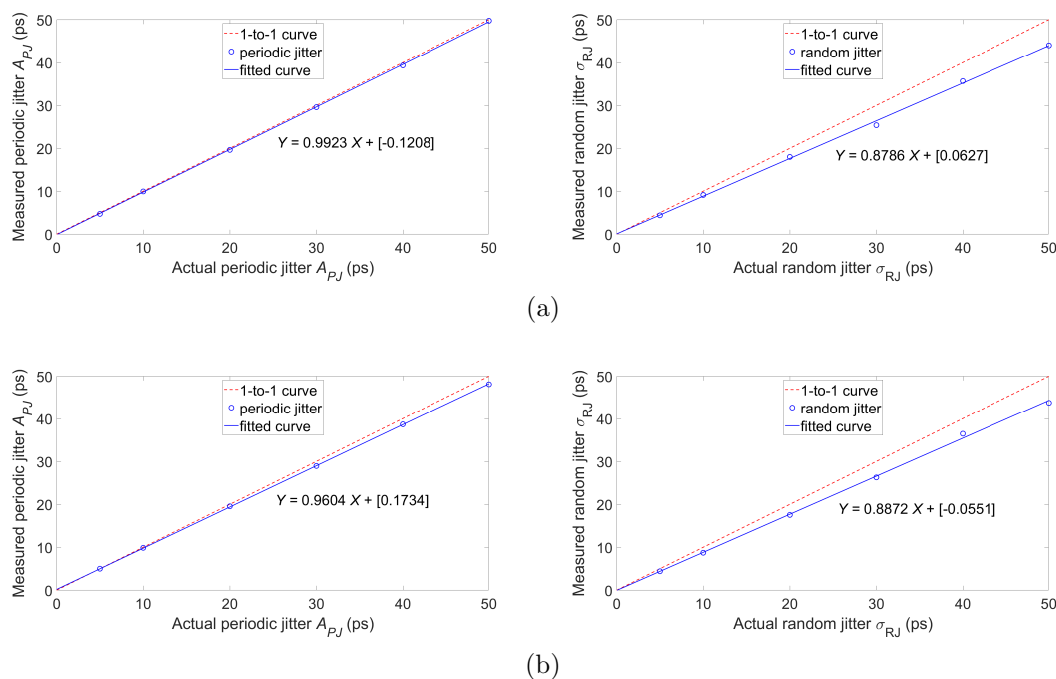 Measured periodic jitter A_PJ (ps)
50
40
30
20
10
0
1-to-1 curve
periodic jitter
fitted curve
Y = 0.9923 X + [-0.1208]
0 10 20 30 40 50
Actual periodic jitter A_PJ (ps)
Measured random jitter σ_RJ (ps)
50
40
30
20
10
0
1-to-1 curve
random jitter
fitted curve
Y = 0.8786 X + [0.0627]
0 10 20 30 40 50
Actual random jitter σ_RJ (ps)
(a)
Measured periodic jitter A_PJ (ps)
50
40
30
20
10
0
1-to-1 curve
periodic jitter
fitted curve
Y = 0.9604 X + [0.1734]
0 10 20 30 40 50
Actual periodic jitter A_PJ (ps)
Measured random jitter σ_RJ (ps)
50
40
30
20
10
0
1-to-1 curve
random jitter
fitted curve
Y = 0.8872 X + [-0.0551]
0 10 20 30 40 50
Actual random jitter σ_RJ (ps)
(b)